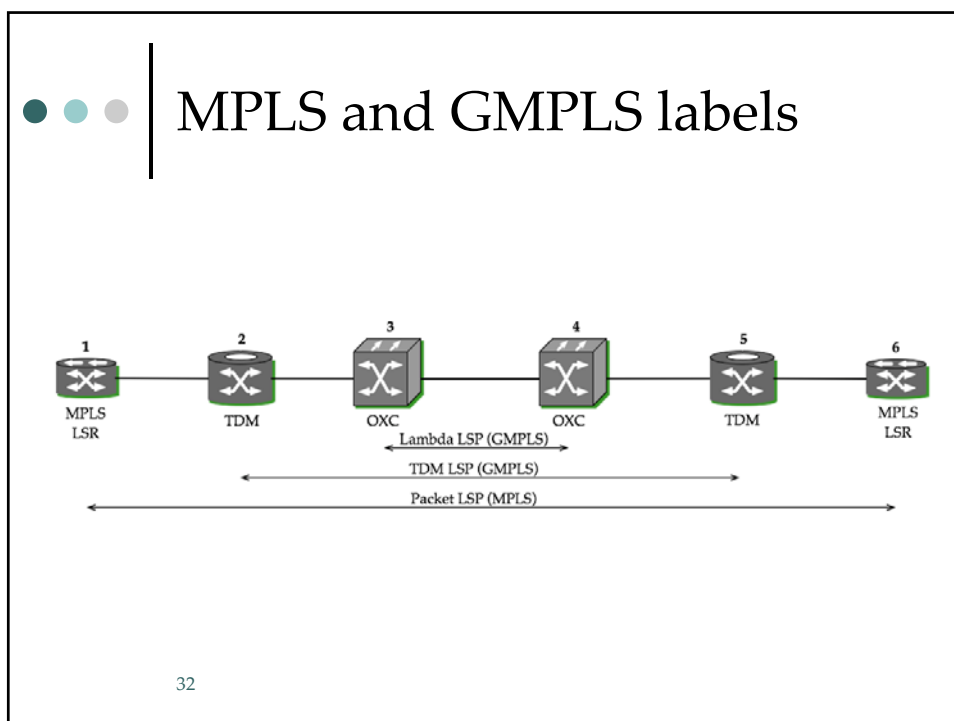 MPLS and GMPLS labels
1
2
3
4
5
6
MPLS
LSR
TDM
OXC
OXC
TDM
MPLS
LSR
Lambda LSP (GMPLS)
TDM LSP (GMPLS)
Packet LSP (MPLS)
32